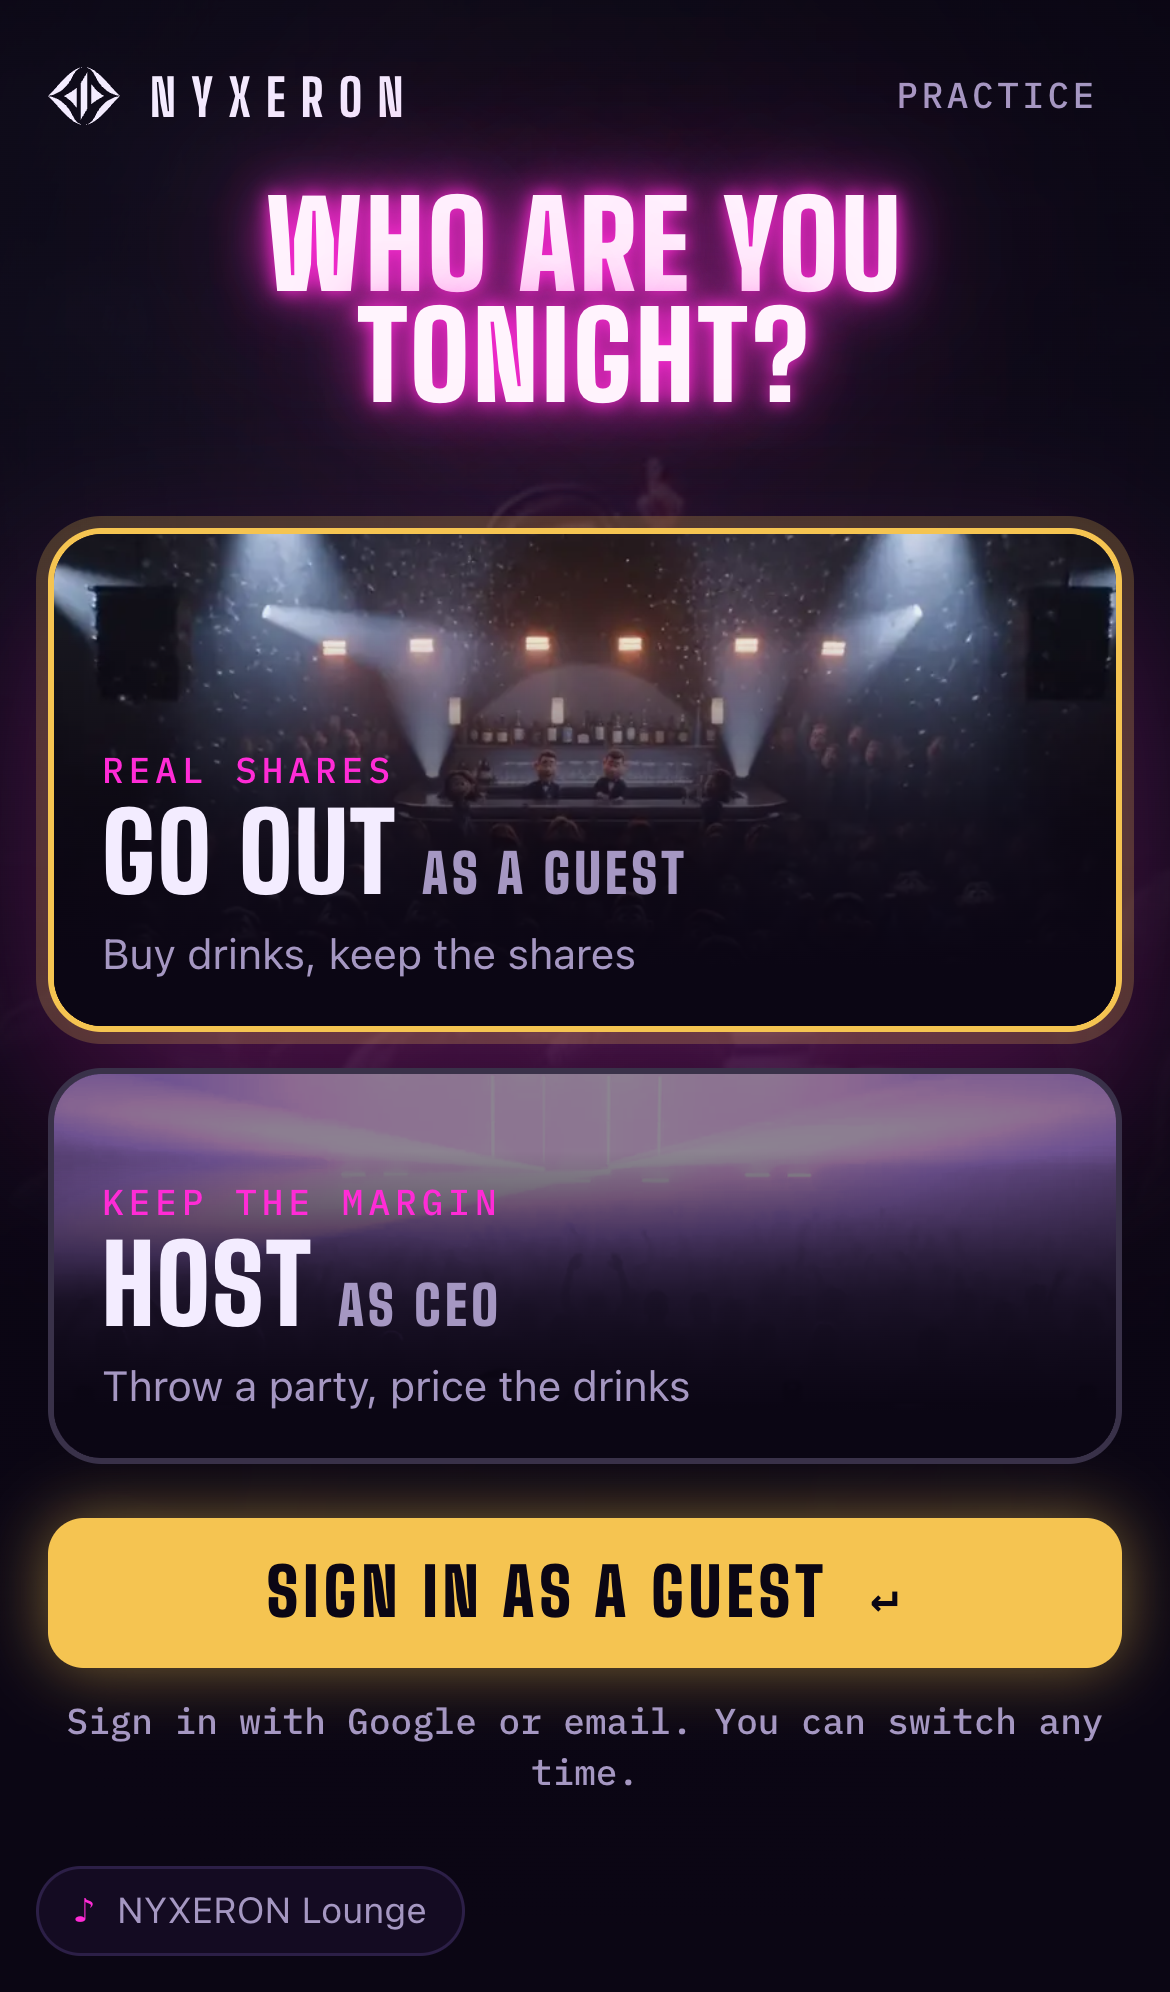 NYXERON
PRACTICE
WHO ARE YOU
TONIGHT?
REAL SHARES
GO OUT AS A GUEST
Buy drinks, keep the shares
KEEP THE MARGIN
HOST AS CEO
Throw a party, price the drinks
SIGN IN AS A GUEST ↵
Sign in with Google or email. You can switch any
time.
♪ NYXERON Lounge